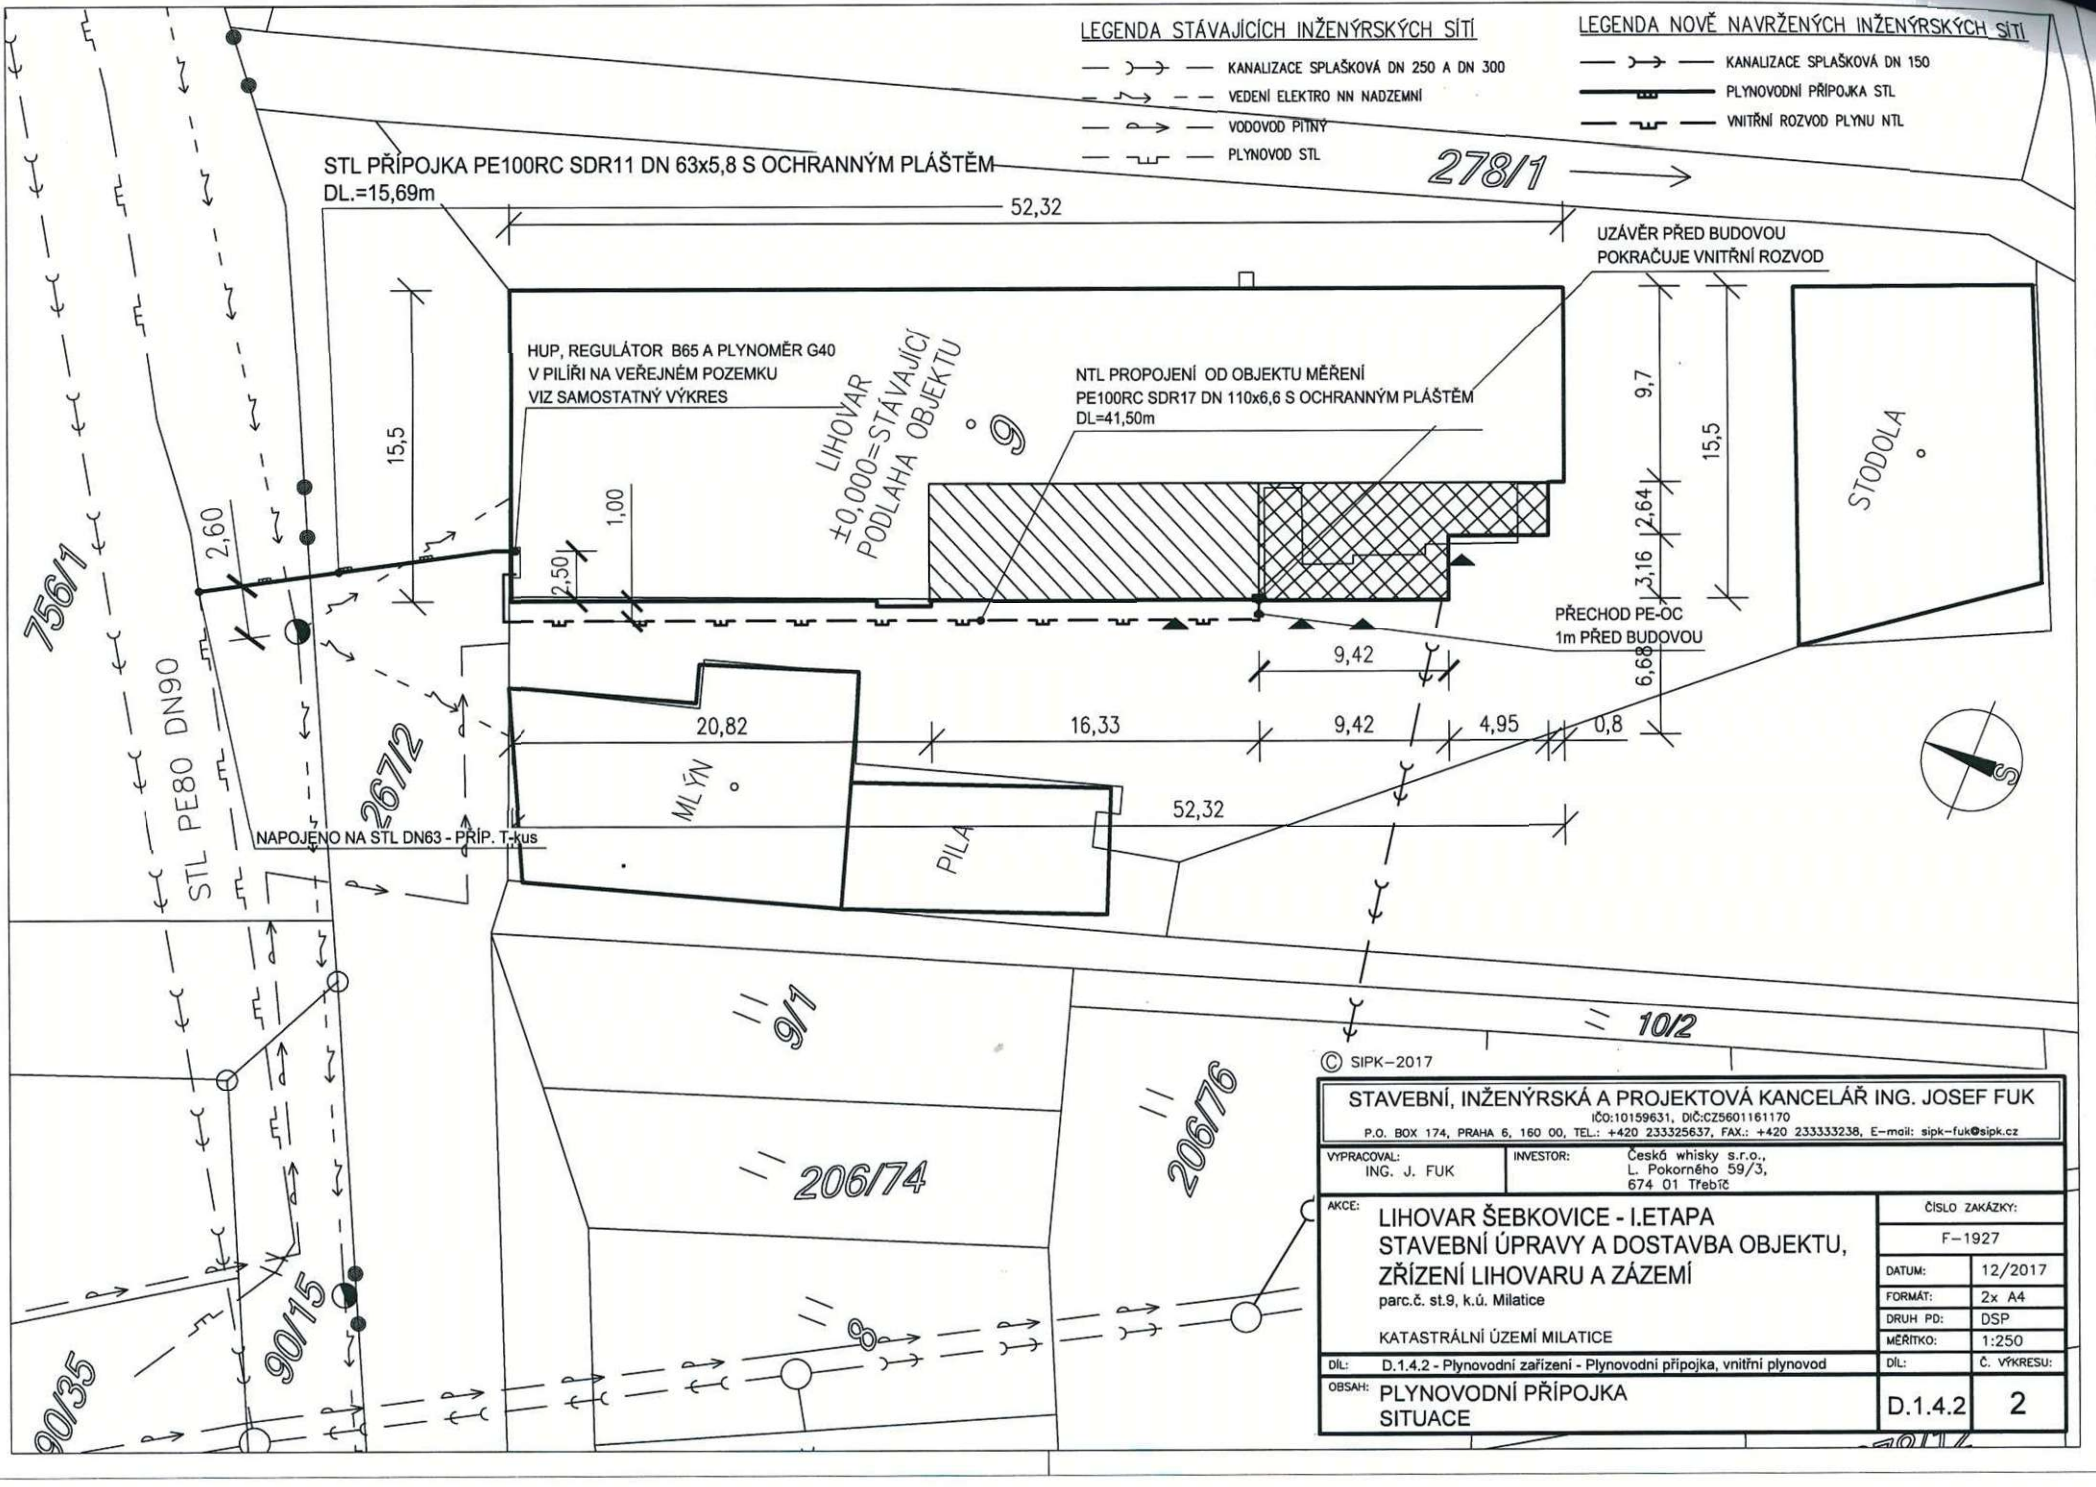 LEGENDA STÁVAJÍCÍCH INŽENÝRSKÝCH SÍTÍ
KANALIZACE SPLAŠKOVÁ DN 250 A DN 300
VEDENÍ ELEKTRO NN NADZEMNÍ
VODOVOD PITNÝ
PLYNOVOD STL
LEGENDA NOVĚ NAVRŽENÝCH INŽENÝRSKÝCH SÍTÍ
KANALIZACE SPLAŠKOVÁ DN 150
PLYNOVODNÍ PŘÍPOJKA STL
VNITŘNÍ ROZVOD PLYNU NTL
STL PŘÍPOJKA PE100RC SDR11 DN 63x5,8 S OCHRANNÝM PLÁŠTĚM
DL.=15,69m
278/1
52,32
UZÁVĚR PŘED BUDOVOU
POKRAČUJE VNITŘNÍ ROZVOD
HUP, REGULÁTOR B65 A PLYNOMĚR G40
V PILÍŘI NA VEŘEJNÉM POZEMKU
VIZ SAMOSTATNÝ VÝKRES
LIHOVAR
±0,000=STÁVAJÍCÍ
PODLAHA OBJEKTU
9
NTL PROPOJENÍ OD OBJEKTU MĚŘENÍ
PE100RC SDR17 DN 110x6,6 S OCHRANNÝM PLÁŠTĚM
DL=41,50m
15,5
9,7
15,5
2,64
3,16
6,68
STODOLA
1,00
2,50
2,60
756/1
STL PE80 DN90
267/2
PŘECHOD PE-OC
1m PŘED BUDOVOU
9,42
20,82
16,33
9,42
4,95
0,8
52,32
MLÝN
PILA
S
NAPOJENO NA STL DN63 - PŘÍP. T-kus
9/1
10/2
206/74
206/76
8
90/15
90/35
© SIPK-2017
STAVEBNÍ, INŽENÝRSKÁ A PROJEKTOVÁ KANCELÁŘ ING. JOSEF FUK
IČO:10159631, DIČ:CZ5601161170
P.O. BOX 174, PRAHA 6, 160 00, TEL.: +420 233325637, FAX.: +420 233333238, E-mail: sipk-fuk@sipk.cz
VYPRACOVAL:
ING. J. FUK
INVESTOR:
Česká whisky s.r.o.,
L. Pokorného 59/3,
674 01 Třebíč
AKCE:
LIHOVAR ŠEBKOVICE - I.ETAPA
STAVEBNÍ ÚPRAVY A DOSTAVBA OBJEKTU,
ZŘÍZENÍ LIHOVARU A ZÁZEMÍ
parc.č. st.9, k.ú. Milatice
KATASTRÁLNÍ ÚZEMÍ MILATICE
ČÍSLO ZAKÁZKY:
F-1927
DATUM: 12/2017
FORMÁT: 2x A4
DRUH PD: DSP
MĚŘÍTKO: 1:250
DÍL: D.1.4.2 - Plynovodní zařízení - Plynovodní přípojka, vnitřní plynovod
DÍL: Č. VÝKRESU:
OBSAH: PLYNOVODNÍ PŘÍPOJKA
SITUACE
D.1.4.2 2